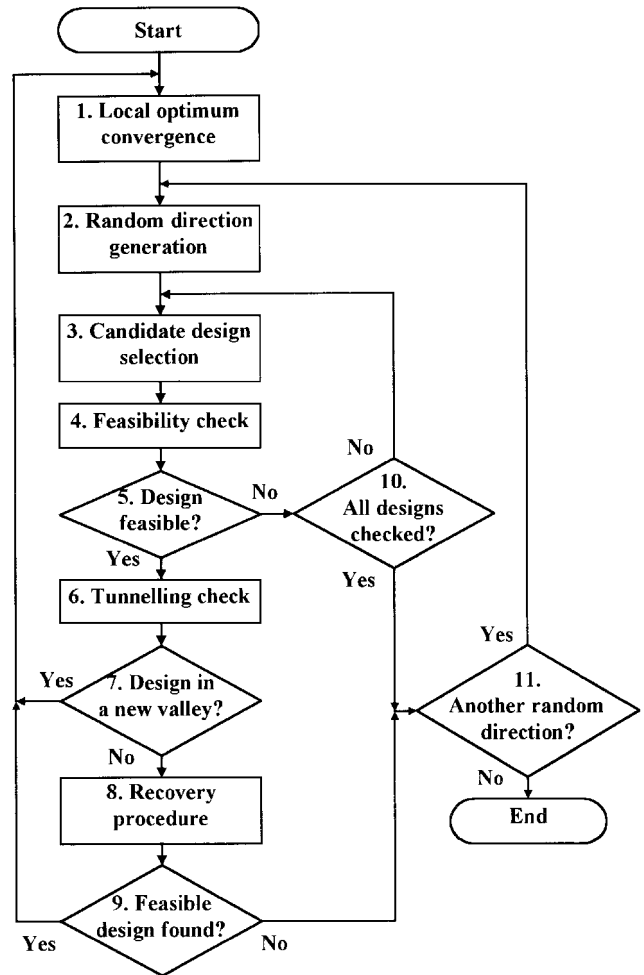 Start
1. Local optimum
convergence
2. Random direction
generation
3. Candidate design
selection
4. Feasibility check
No
10.
All designs
checked?
5. Design
feasible?
No
Yes
Yes
6. Tunnelling check
Yes
7. Design in
a new valley?
Yes
11.
Another random
direction?
No
No
8. Recovery
procedure
End
9. Feasible
design found?
Yes
No